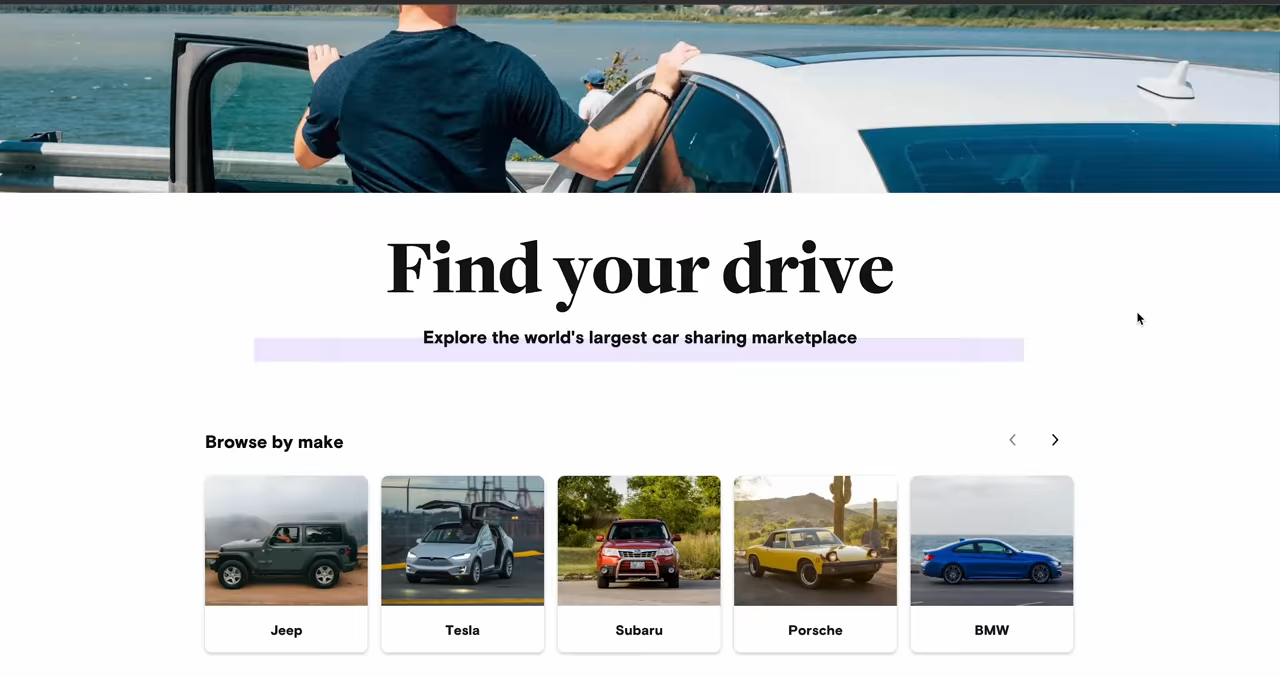 Find your drive
Explore the world's largest car sharing marketplace
Browse by make
Jeep
Tesla
Subaru
Porsche
BMW